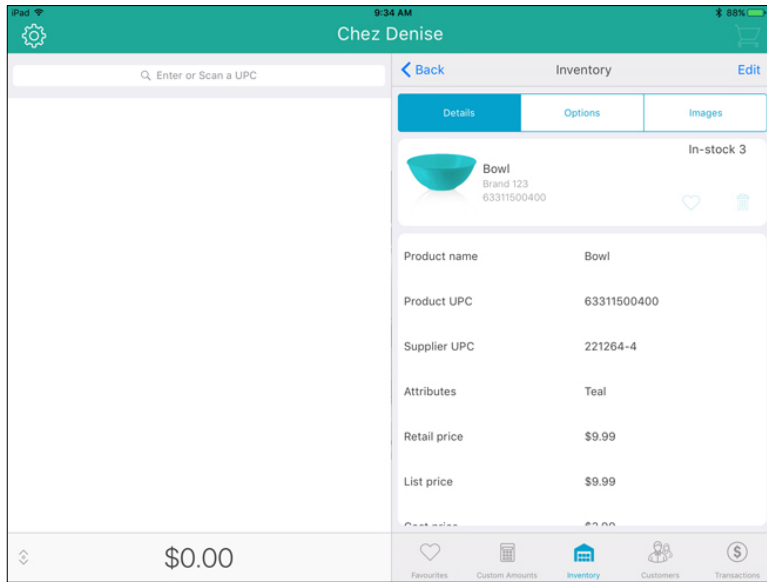 iPad 9:34 AM 88%
Chez Denise
Enter or Scan a UPC
Back Inventory Edit
Details Options Images
In-stock 3
Bowl
Brand 123
63311500400
Product name Bowl
Product UPC 63311500400
Supplier UPC 221264-4
Attributes Teal
Retail price $9.99
List price $9.99
$0.00
Favourites Custom Amounts Inventory Customers Transactions